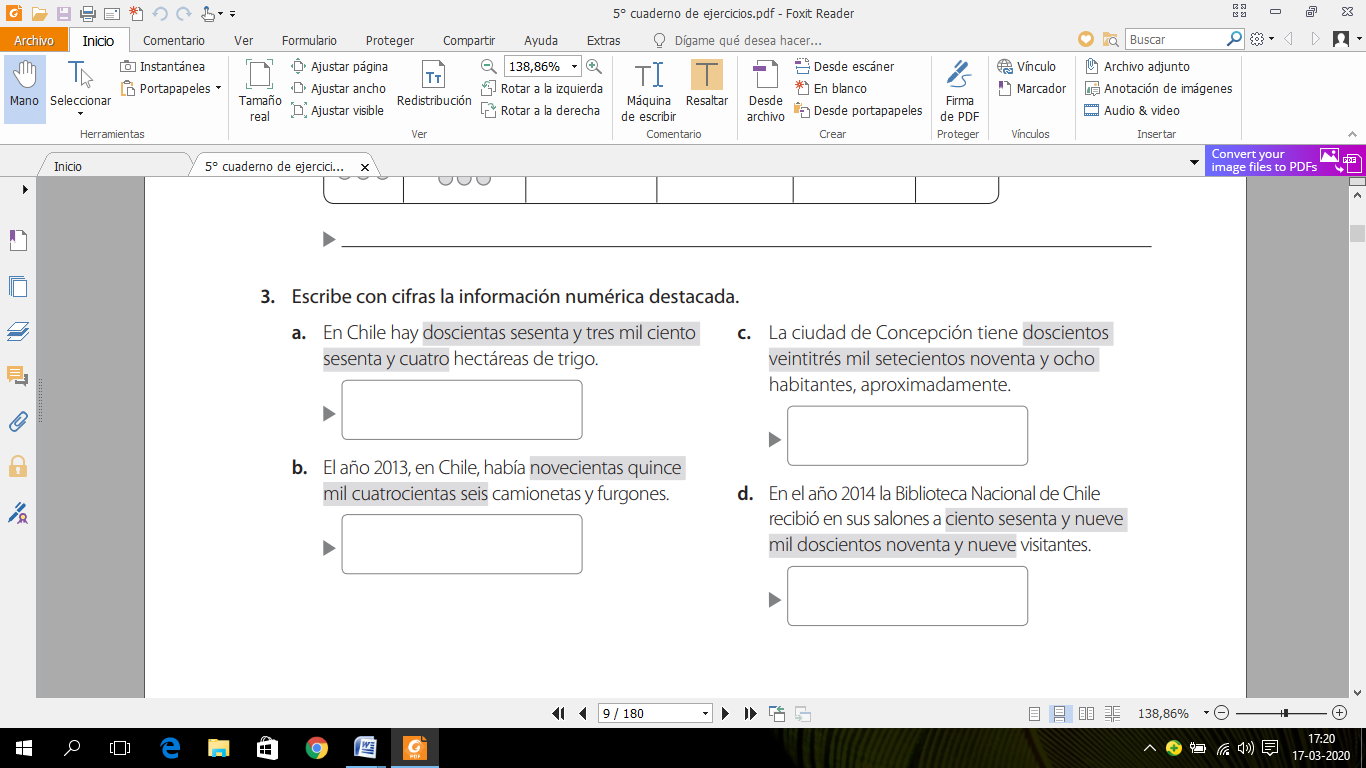 5° cuaderno de ejercicios.pdf - Foxit Reader
Archivo Inicio Comentario Ver Formulario Proteger Compartir Ayuda Extras Dígame qué desea hacer... Buscar
Mano
Seleccionar
Instantánea
Portapapeles
Herramientas
Tamaño real
Ajustar página
Ajustar ancho
Ajustar visible
Redistribución
138,86%
Rotar a la izquierda
Rotar a la derecha
Ver
Máquina de escribir
Resaltar
Comentario
Desde archivo
Desde escáner
En blanco
Desde portapapeles
Crear
Firma de PDF
Proteger
Vínculo
Marcador
Vínculos
Archivo adjunto
Anotación de imágenes
Audio & video
Insertar
Inicio
5° cuaderno de ejercici...
Convert your
image files to PDFs
3. Escribe con cifras la información numérica destacada.
a. En Chile hay doscientas sesenta y tres mil ciento
sesenta y cuatro hectáreas de trigo.
b. El año 2013, en Chile, había novecientas quince
mil cuatrocientas seis camionetas y furgones.
c. La ciudad de Concepción tiene doscientos
veintitrés mil setecientos noventa y ocho
habitantes, aproximadamente.
d. En el año 2014 la Biblioteca Nacional de Chile
recibió en sus salones a ciento sesenta y nueve
mil doscientos noventa y nueve visitantes.
9 / 180
138,86%
17:20
17-03-2020